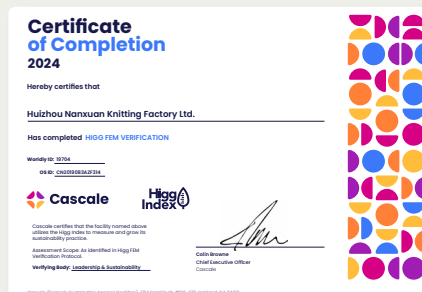 Certificate
of Completion
2024
Hereby certifies that
Huizhou Nanxuan Knitting Factory Ltd.
Has completed HIGG FEM VERIFICATION
Worldly ID: 19704
OS ID: CN2019083AZF314
Cascale
Higg
Index
Cascale certifies that the facility named above
utilizes the Higg Index to measure and grow its
sustainability practice.
Assessment Scope: As identified in Higg FEM
Verification Protocol.
Verifying Body: Leadership & Sustainability
Colin Browne
Chief Executive Officer
Cascale